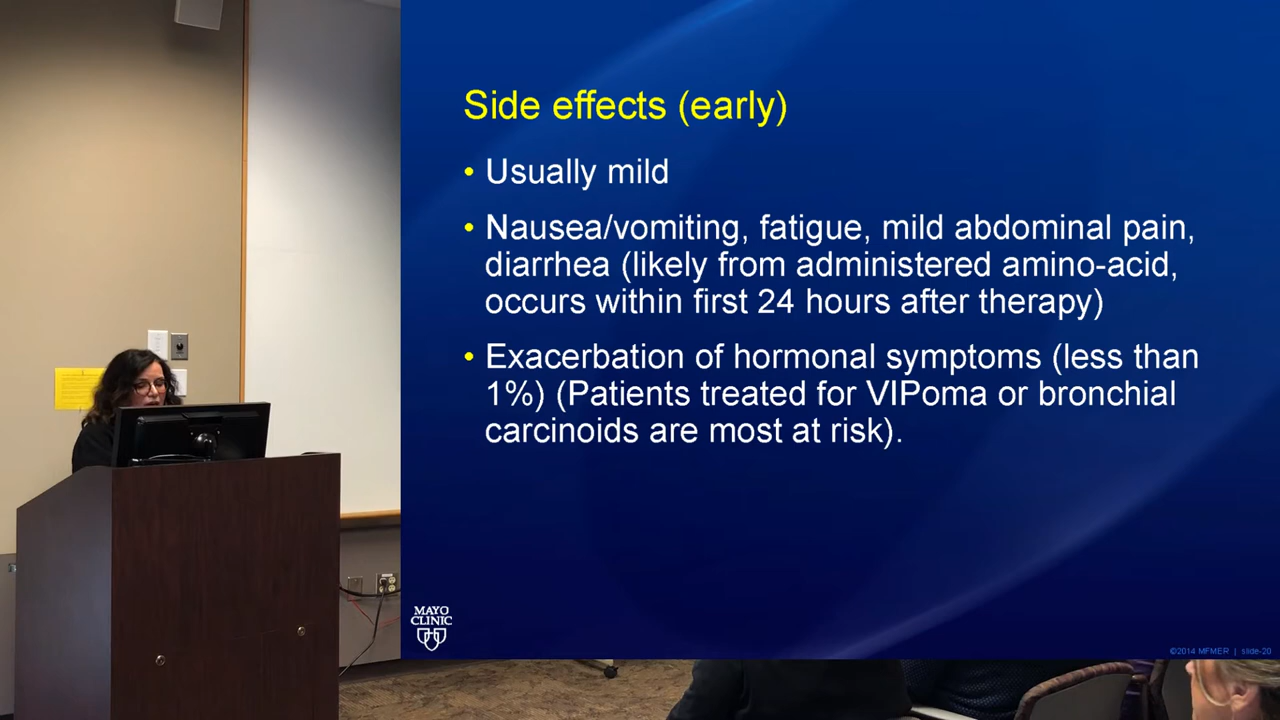 Side effects (early)
• Usually mild
• Nausea/vomiting, fatigue, mild abdominal pain,
diarrhea (likely from administered amino-acid,
occurs within first 24 hours after therapy)
• Exacerbation of hormonal symptoms (less than
1%) (Patients treated for VIPoma or bronchial
carcinoids are most at risk).
MAYO
CLINIC
©2014 MFMER | slide-20